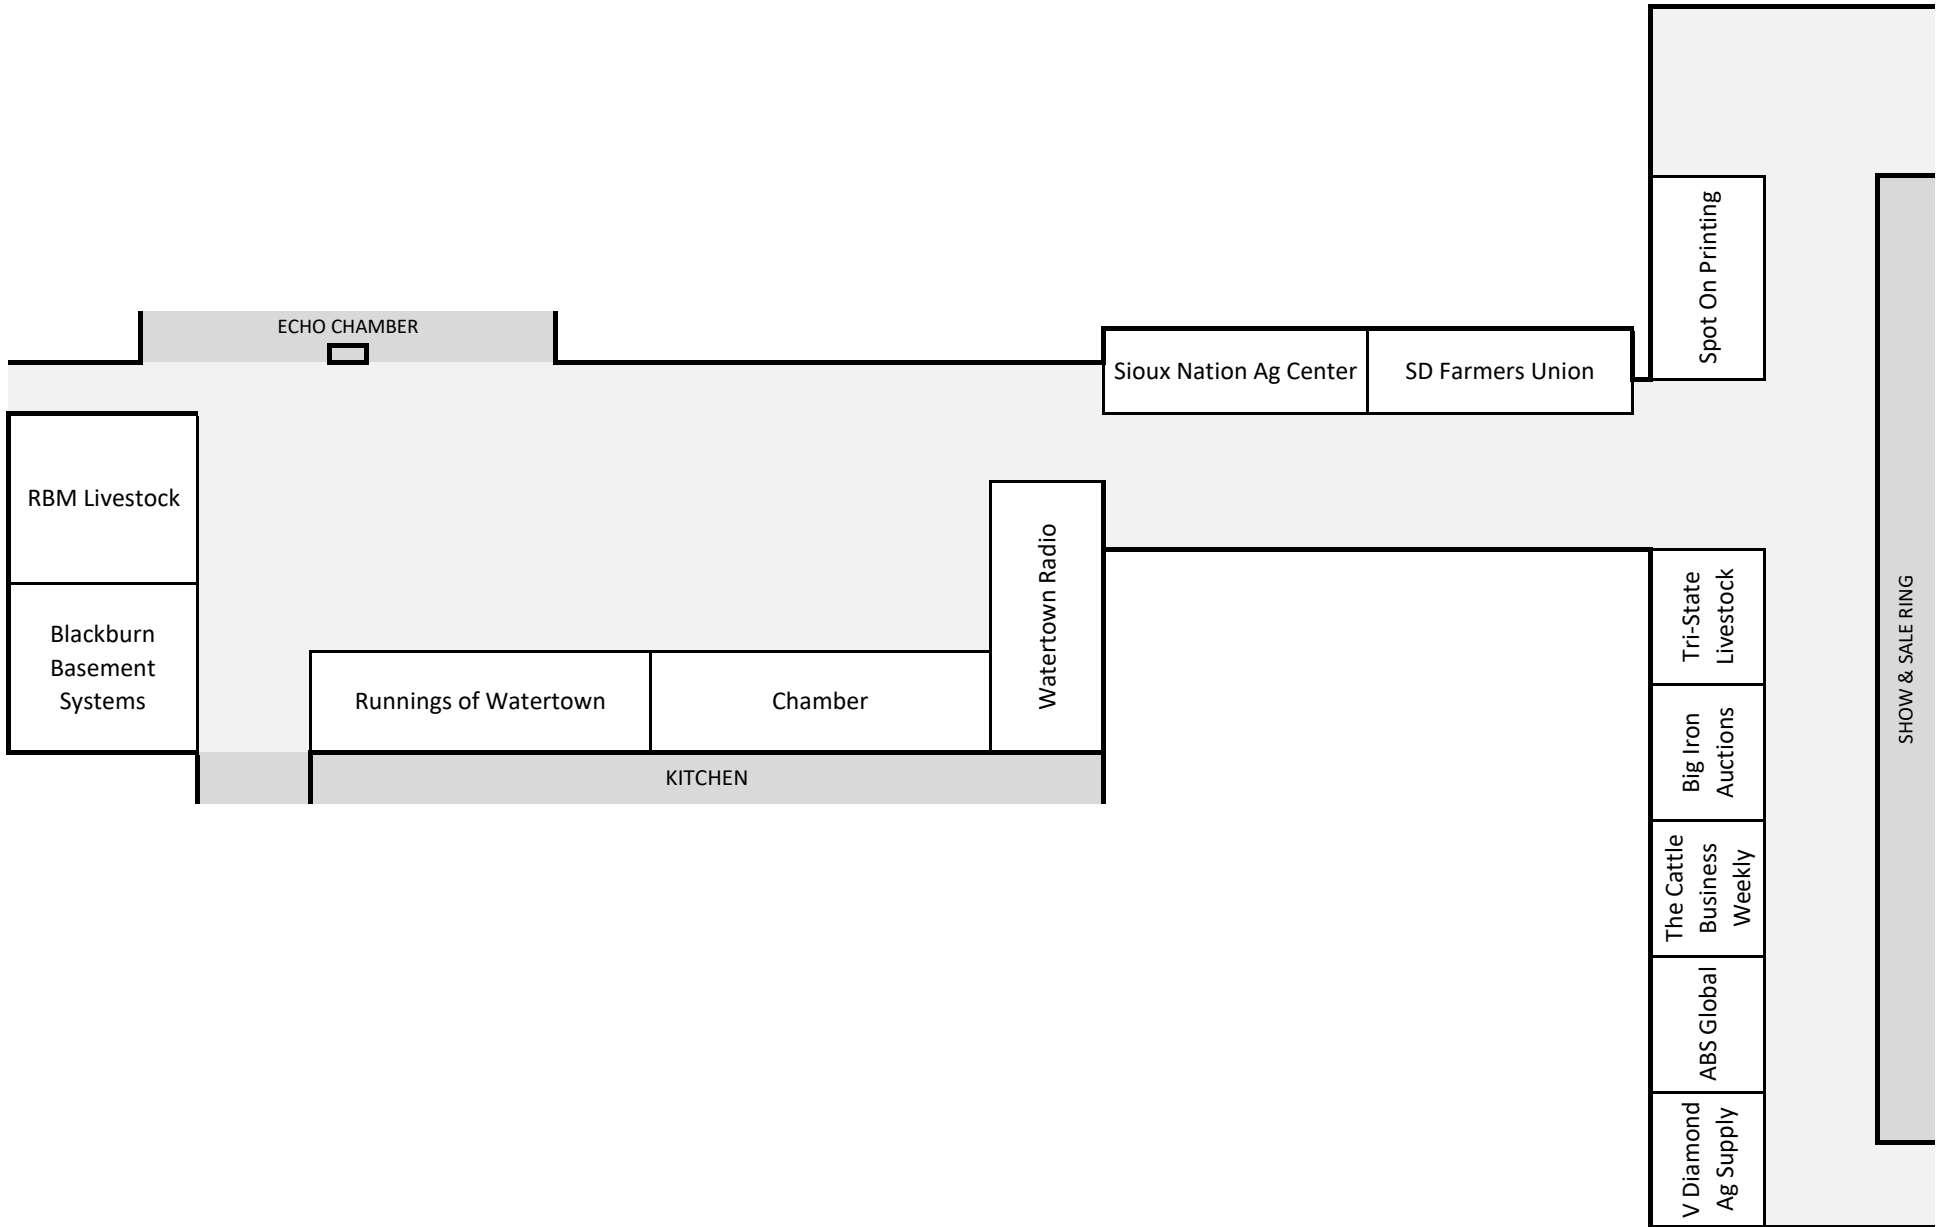 Spot On Printing
ECHO CHAMBER
Sioux Nation Ag Center
SD Farmers Union
RBM Livestock
Watertown Radio
Tri-State
Livestock
SHOW & SALE RING
Blackburn
Basement
Systems
Runnings of Watertown
Chamber
Big Iron
Auctions
KITCHEN
The Cattle
Business
Weekly
ABS Global
V Diamond
Ag Supply